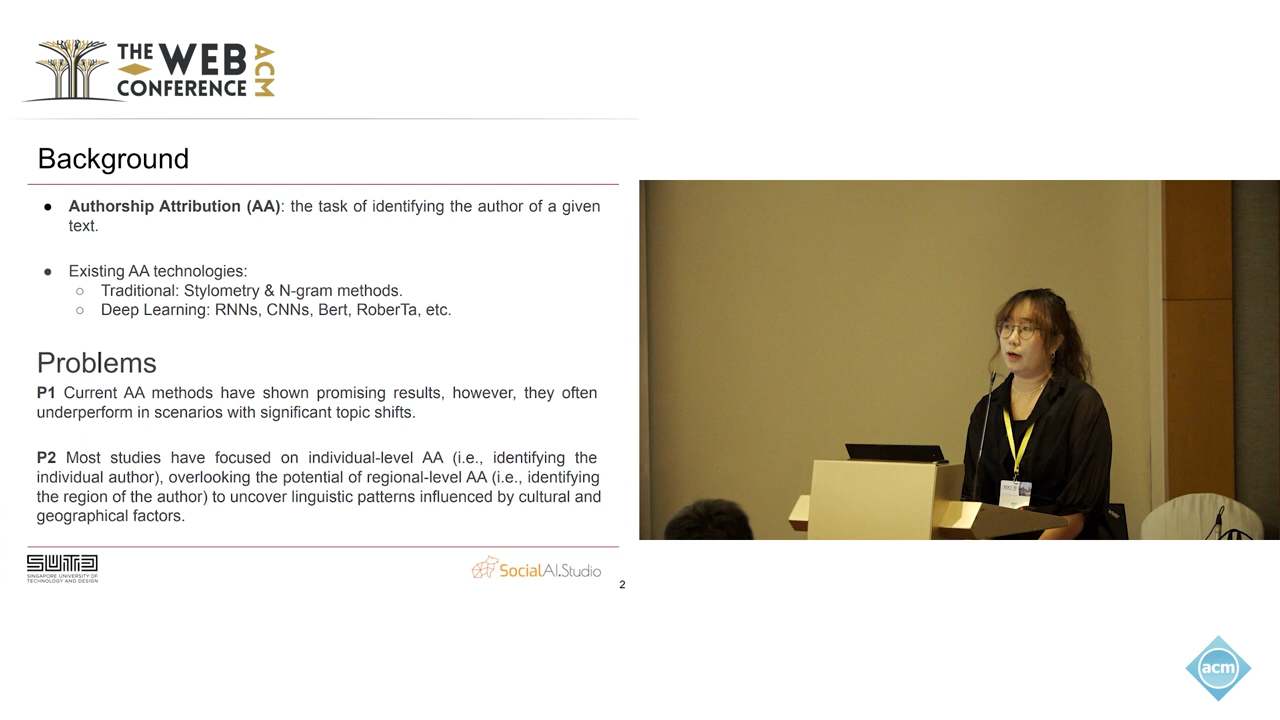 THE WEB CONFERENCE ACM
Background
● Authorship Attribution (AA): the task of identifying the author of a given
text.
● Existing AA technologies:
○ Traditional: Stylometry & N-gram methods.
○ Deep Learning: RNNs, CNNs, Bert, RoberTa, etc.
Problems
P1 Current AA methods have shown promising results, however, they often
underperform in scenarios with significant topic shifts.
P2 Most studies have focused on individual-level AA (i.e., identifying the
individual author), overlooking the potential of regional-level AA (i.e., identifying
the region of the author) to uncover linguistic patterns influenced by cultural and
geographical factors.
SUTD
SINGAPORE UNIVERSITY OF
TECHNOLOGY AND DESIGN
SocialAI.Studio
2
acm